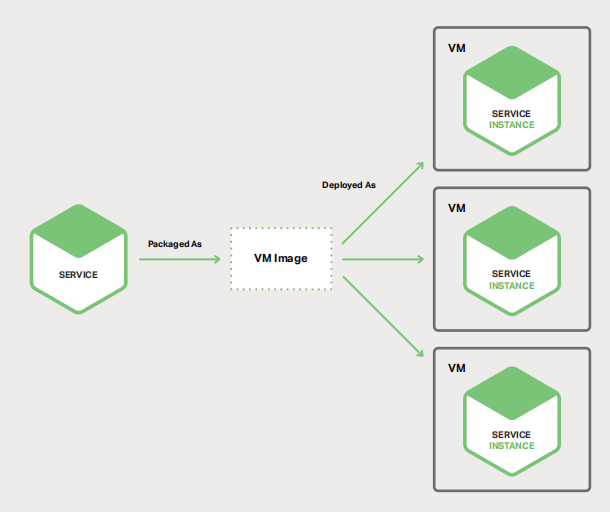 SERVICE
Packaged As
VM Image
Deployed As
VM
SERVICE
INSTANCE
VM
SERVICE
INSTANCE
VM
SERVICE
INSTANCE